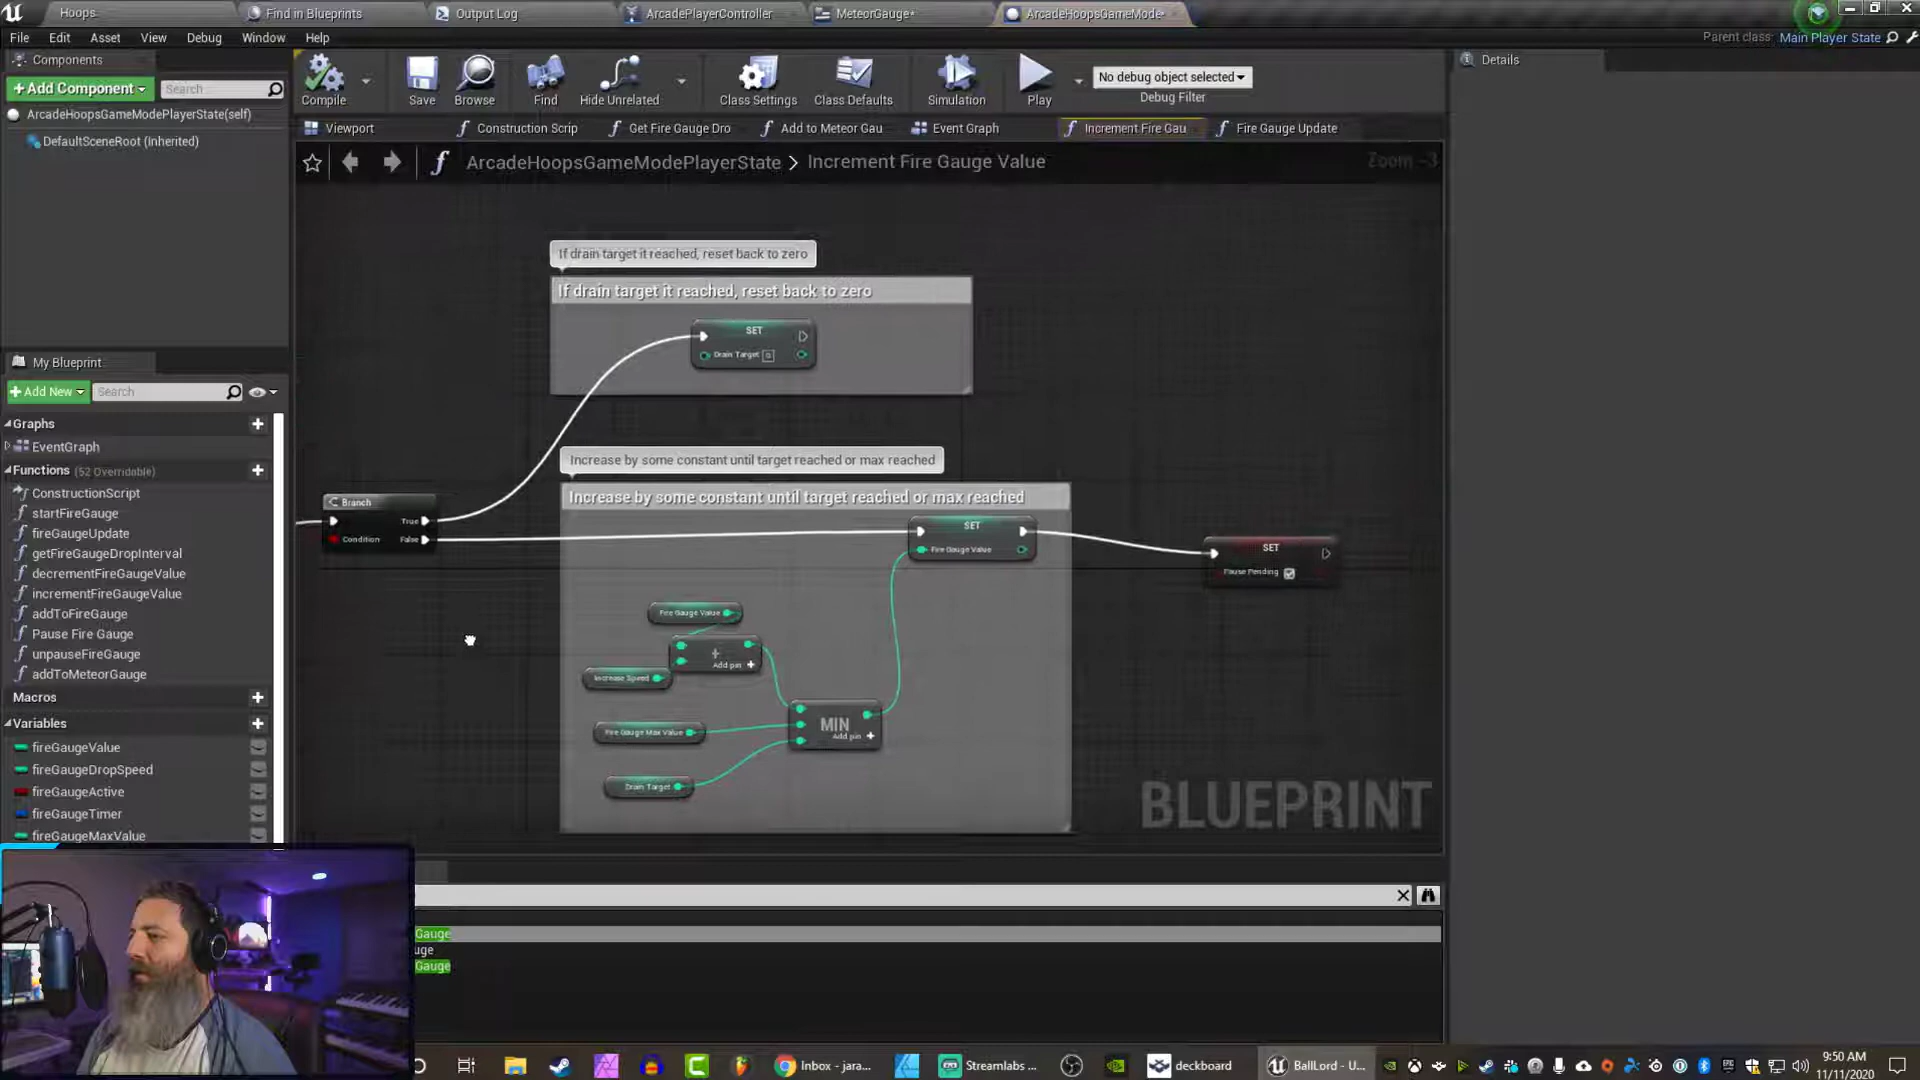 Hoops
Find in Blueprints
Output Log
ArcadePlayerController
MeteorGauge*
ArcadeHoopsGameMode*
File Edit Asset View Debug Window Help
Parent class: Main Player State
Components
+Add Component
Search
ArcadeHoopsGameModePlayerState(self)
DefaultSceneRoot (Inherited)
Compile
Save
Browse
Find
Hide Unrelated
Class Settings
Class Defaults
Simulation
Play
No debug object selected
Debug Filter
Details
Viewport
Construction Scrip
Get Fire Gauge Dro
Add to Meteor Gau
Event Graph
Increment Fire Gau
Fire Gauge Update
ArcadeHoopsGameModePlayerState > Increment Fire Gauge Value
Zoom -3
If drain target it reached, reset back to zero
If drain target it reached, reset back to zero
SET
Drain Target 0
Increase by some constant until target reached or max reached
Increase by some constant until target reached or max reached
Branch
True
Condition False
SET
Fire Gauge Value
SET
Pause Pending
Fire Gauge Value
+
Add pin +
Increase Speed
Fire Gauge Max Value
MIN
Add pin +
Drain Target
BLUEPRINT
My Blueprint
+Add New
Search
Graphs
EventGraph
Functions (52 Overridable)
ConstructionScript
startFireGauge
fireGaugeUpdate
getFireGaugeDropInterval
decrementFireGaugeValue
incrementFireGaugeValue
addToFireGauge
Pause Fire Gauge
unpauseFireGauge
addToMeteorGauge
Macros
Variables
fireGaugeValue
fireGaugeDropSpeed
fireGaugeActive
fireGaugeTimer
fireGaugeMaxValue
Gauge
uge
Gauge
Inbox - jara...
Streamlabs ...
deckboard
BallLord - U...
9:50 AM
11/11/2020